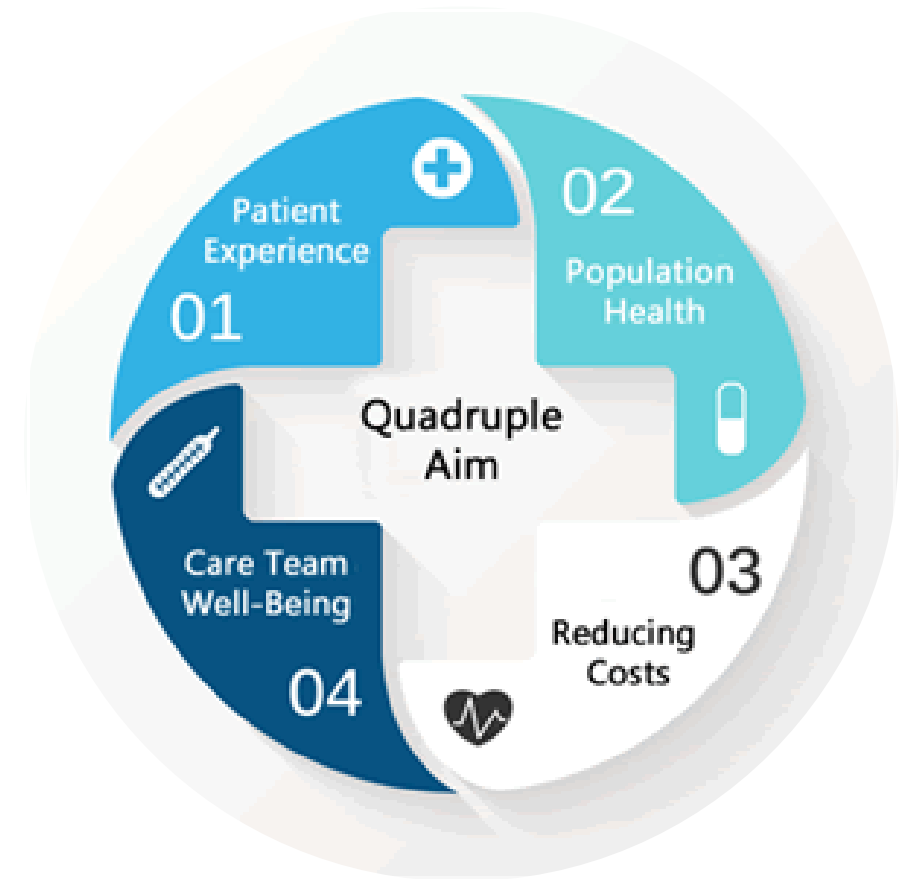 Patient
Experience
01
02
Population
Health
Quadruple
Aim
03
Reducing
Costs
Care Team
Well-Being
04